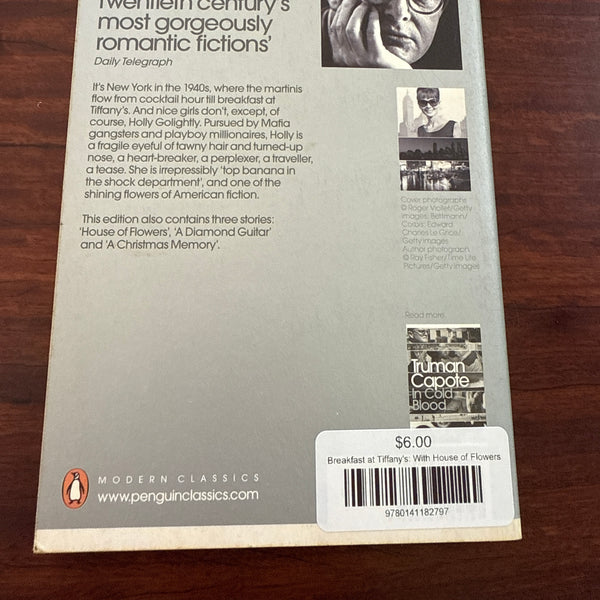 Twentieth century's
most gorgeously
romantic fictions'
Daily Telegraph
It's New York in the 1940s, where the martinis
flow from cocktail hour till breakfast at
Tiffany's. And nice girls don't, except, of
course, Holly Golightly. Pursued by Mafia
gangsters and playboy millionaires, Holly is
a fragile eyeful of tawny hair and turned-up
nose, a heart-breaker, a perplexer, a traveller,
a tease. She is irrepressibly 'top banana in
the shock department', and one of the
shining flowers of American fiction.
This edition also contains three stories:
'House of Flowers', 'A Diamond Guitar'
and 'A Christmas Memory'.
Cover photographs
© Roger Viollet/Getty
Images; Bettmann/
Corbis; Edward
Charles Le Grice/
Getty Images
Author photograph
© Ray Fisher/Time Life
Pictures/Getty Images
Read more
Truman
Capote
In Cold
Blood
$6.00
Breakfast at Tiffany's: With House of Flowers
9780141182797
MODERN CLASSICS
www.penguinclassics.com